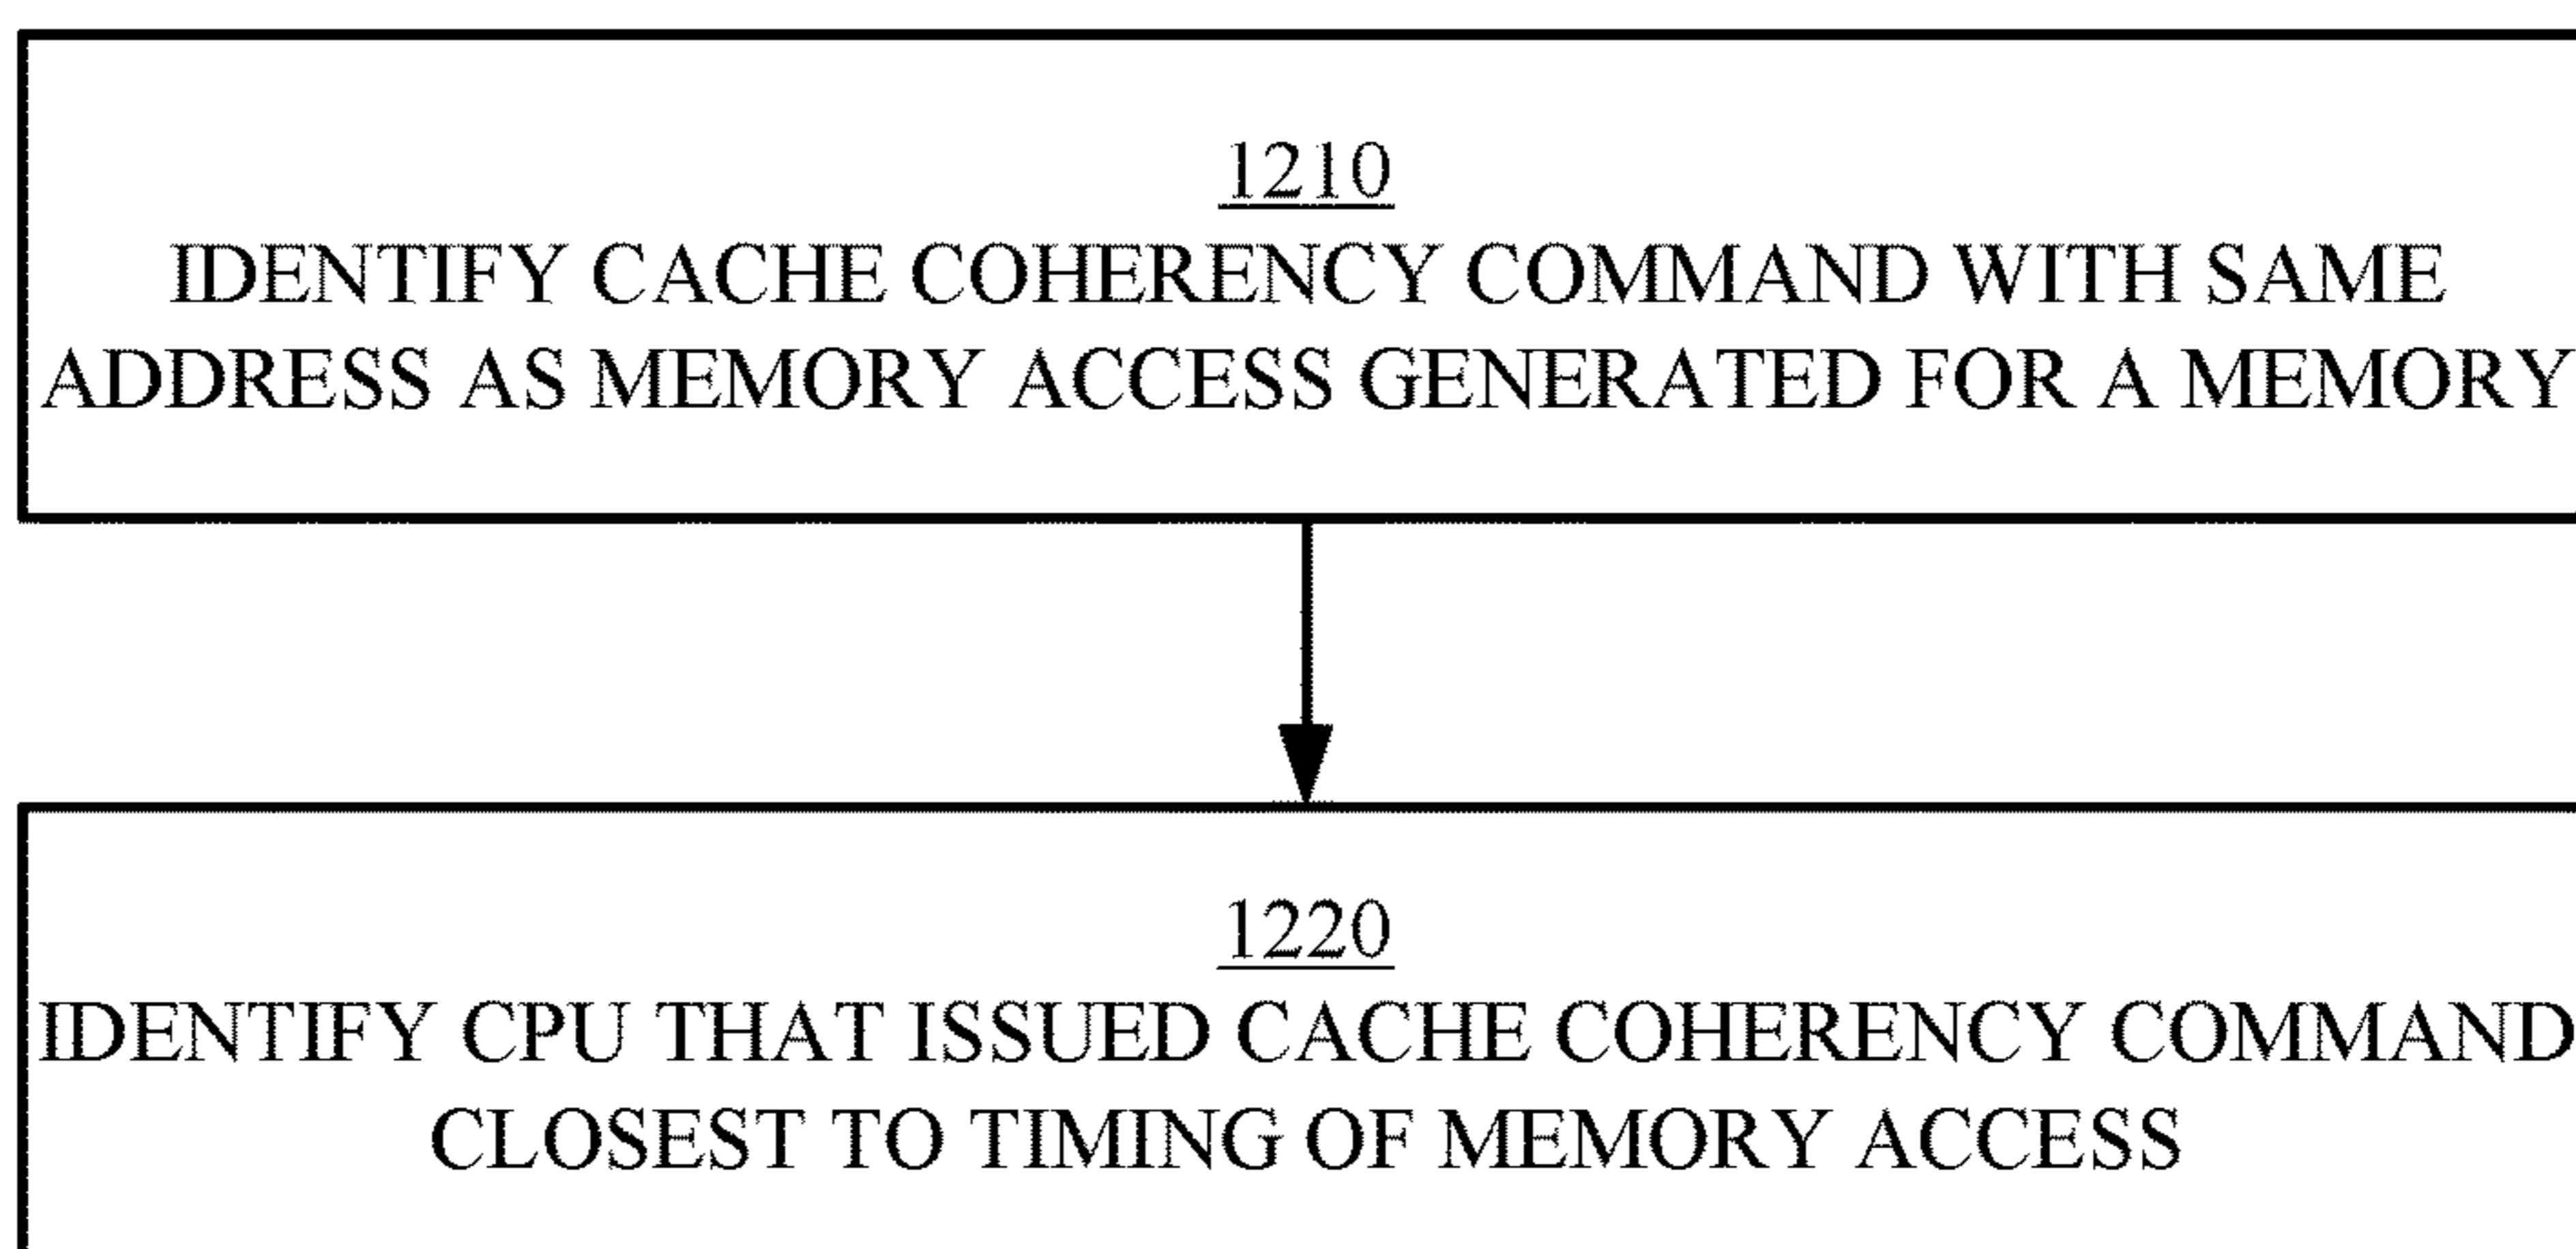 1210
IDENTIFY CACHE COHERENCY COMMAND WITH SAME
ADDRESS AS MEMORY ACCESS GENERATED FOR A MEMORY
1220
IDENTIFY CPU THAT ISSUED CACHE COHERENCY COMMAND
CLOSEST TO TIMING OF MEMORY ACCESS